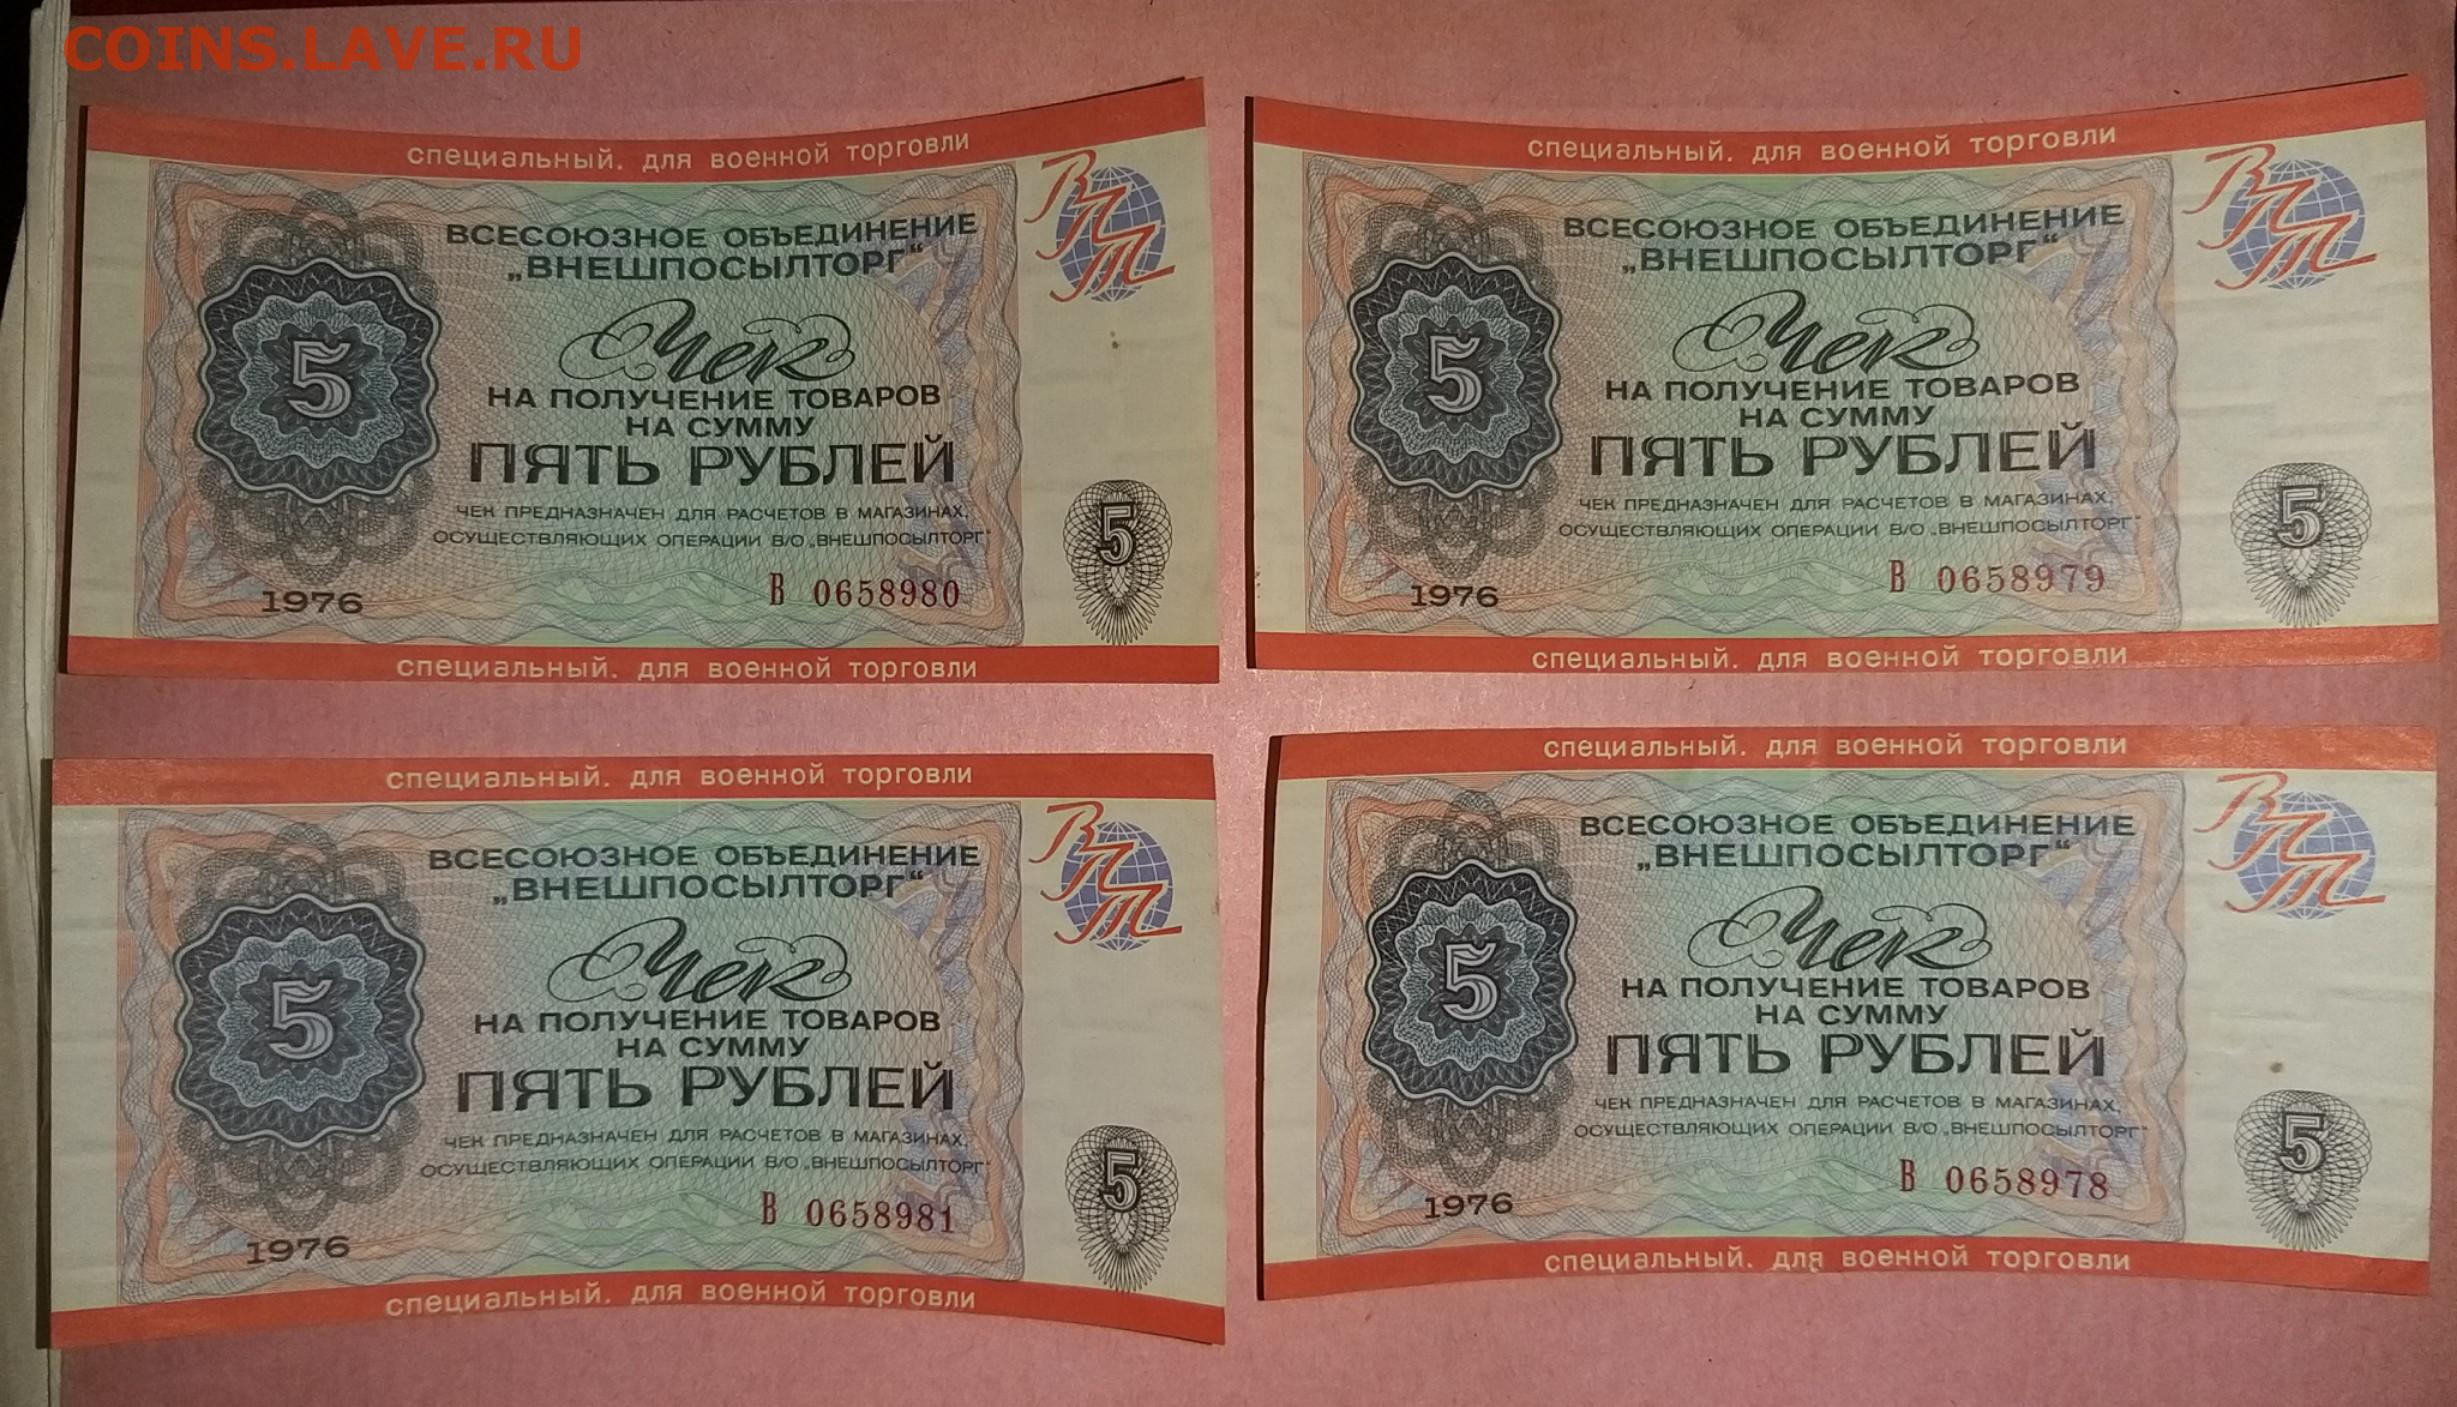 COINS.LAVE.RU
специальный. для военной торговли
ВСЕСОЮЗНОЕ ОБЪЕДИНЕНИЕ
„ВНЕШПОСЫЛТОРГ“
ВПТ
Чек
5
НА ПОЛУЧЕНИЕ ТОВАРОВ
НА СУММУ
ПЯТЬ РУБЛЕЙ
ЧЕК ПРЕДНАЗНАЧЕН ДЛЯ РАСЧЕТОВ В МАГАЗИНАХ,
ОСУЩЕСТВЛЯЮЩИХ ОПЕРАЦИИ В/О „ВНЕШПОСЫЛТОРГ“
5
1976 В 0658980
специальный. для военной торговли
специальный. для военной торговли
ВСЕСОЮЗНОЕ ОБЪЕДИНЕНИЕ
„ВНЕШПОСЫЛТОРГ“
ВПТ
Чек
5
НА ПОЛУЧЕНИЕ ТОВАРОВ
НА СУММУ
ПЯТЬ РУБЛЕЙ
ЧЕК ПРЕДНАЗНАЧЕН ДЛЯ РАСЧЕТОВ В МАГАЗИНАХ,
ОСУЩЕСТВЛЯЮЩИХ ОПЕРАЦИИ В/О „ВНЕШПОСЫЛТОРГ“
5
1976 В 0658979
специальный. для военной торговли
специальный. для военной торговли
ВСЕСОЮЗНОЕ ОБЪЕДИНЕНИЕ
„ВНЕШПОСЫЛТОРГ“
ВПТ
Чек
5
НА ПОЛУЧЕНИЕ ТОВАРОВ
НА СУММУ
ПЯТЬ РУБЛЕЙ
ЧЕК ПРЕДНАЗНАЧЕН ДЛЯ РАСЧЕТОВ В МАГАЗИНАХ,
ОСУЩЕСТВЛЯЮЩИХ ОПЕРАЦИИ В/О „ВНЕШПОСЫЛТОРГ“
5
1976 В 0658981
специальный. для военной торговли
специальный. для военной торговли
ВСЕСОЮЗНОЕ ОБЪЕДИНЕНИЕ
„ВНЕШПОСЫЛТОРГ“
ВПТ
Чек
5
НА ПОЛУЧЕНИЕ ТОВАРОВ
НА СУММУ
ПЯТЬ РУБЛЕЙ
ЧЕК ПРЕДНАЗНАЧЕН ДЛЯ РАСЧЕТОВ В МАГАЗИНАХ,
ОСУЩЕСТВЛЯЮЩИХ ОПЕРАЦИИ В/О „ВНЕШПОСЫЛТОРГ“
5
1976 В 0658978
специальный. для военной торговли